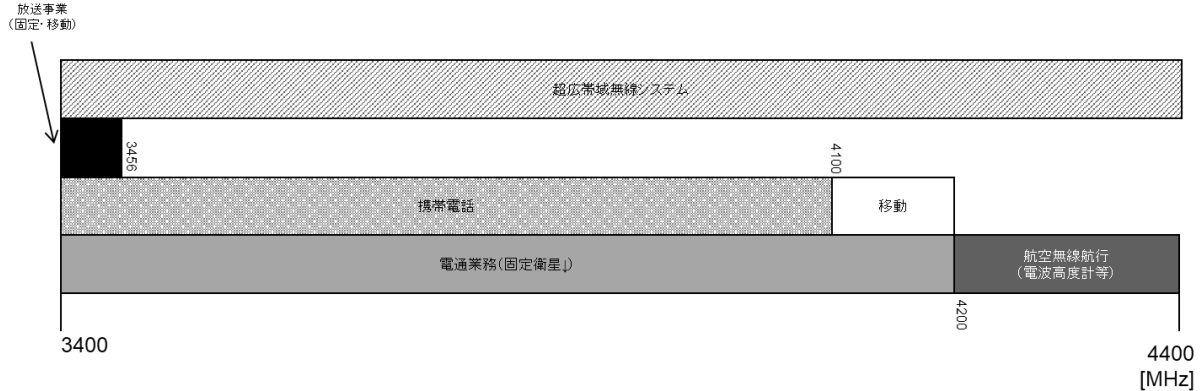 放送事業
(固定･移動)
超広帯域無線システム
3456
4100
携帯電話
移動
電通業務(固定衛星↓)
航空無線航行
(電波高度計等)
4200
3400
4400
[MHz]